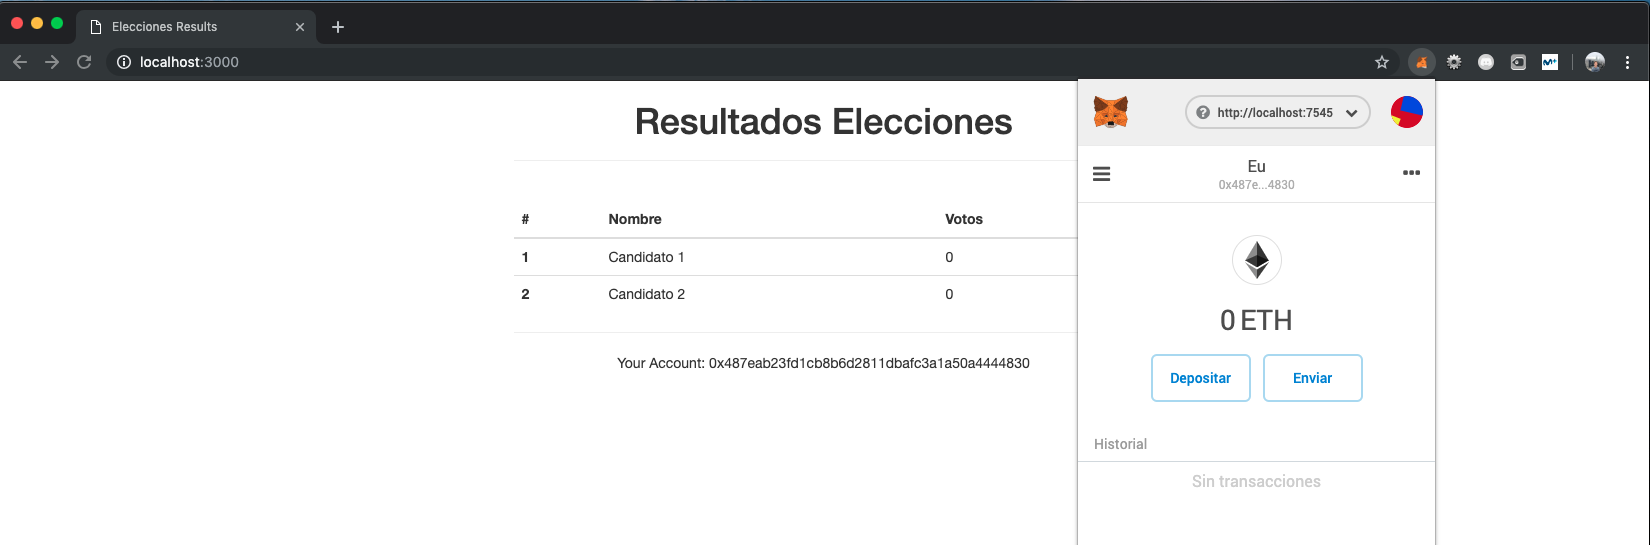 Elecciones Results
localhost:3000
Resultados Elecciones
# Nombre Votos
1 Candidato 1 0
2 Candidato 2 0
Your Account: 0x487eab23fd1cb8b6d2811dbafc3a1a50a4444830
http://localhost:7545
Eu
0x487e...4830
0 ETH
Depositar Enviar
Historial
Sin transacciones